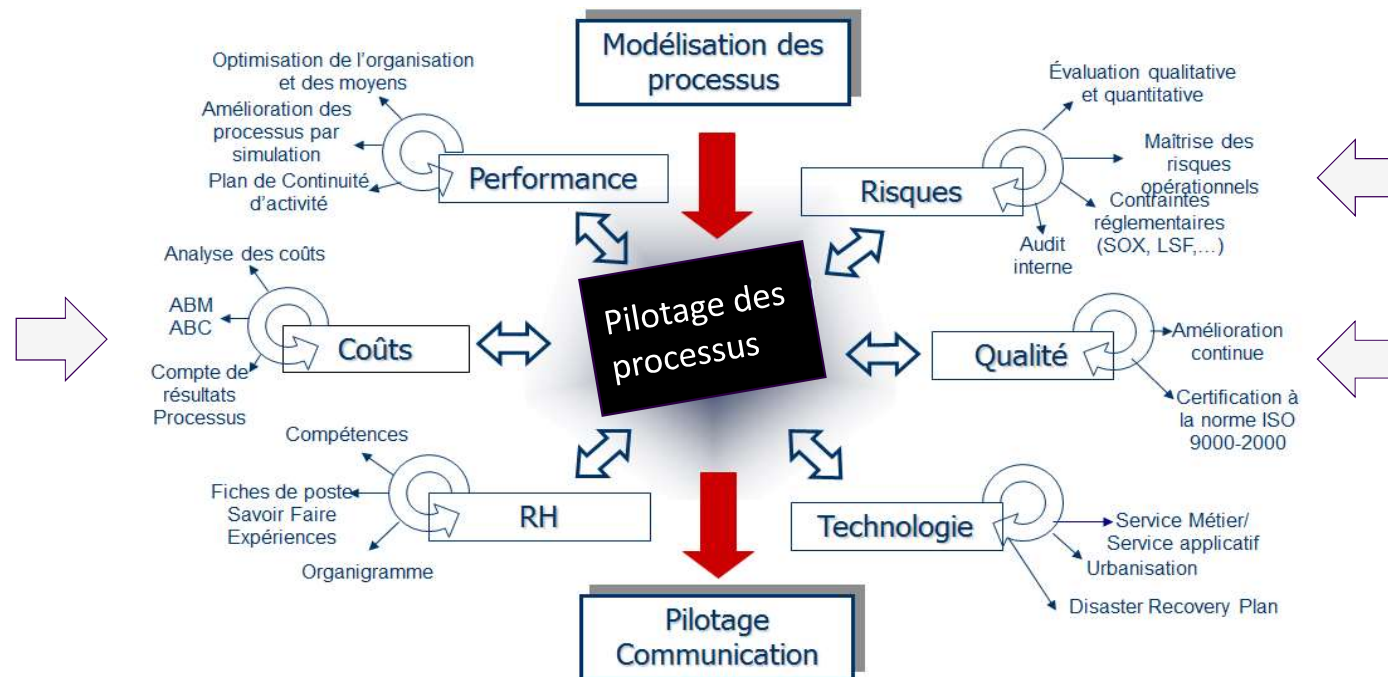 Modélisation des
processus
Optimisation de l'organisation
et des moyens
Amélioration des
processus par
simulation
Plan de Continuité
d'activité
Performance
Évaluation qualitative
et quantitative
Maîtrise des
risques
opérationnels
Contraintes
réglementaires
(SOX, LSF,…)
Audit
interne
Risques
Analyse des coûts
ABM
ABC
Compte de
résultats
Processus
Coûts
Pilotage des
processus
Qualité
Amélioration
continue
Certification à
la norme ISO
9000-2000
Compétences
Fiches de poste
Savoir Faire
Expériences
Organigramme
RH
Technologie
Service Métier/
Service applicatif
Urbanisation
Disaster Recovery Plan
Pilotage
Communication